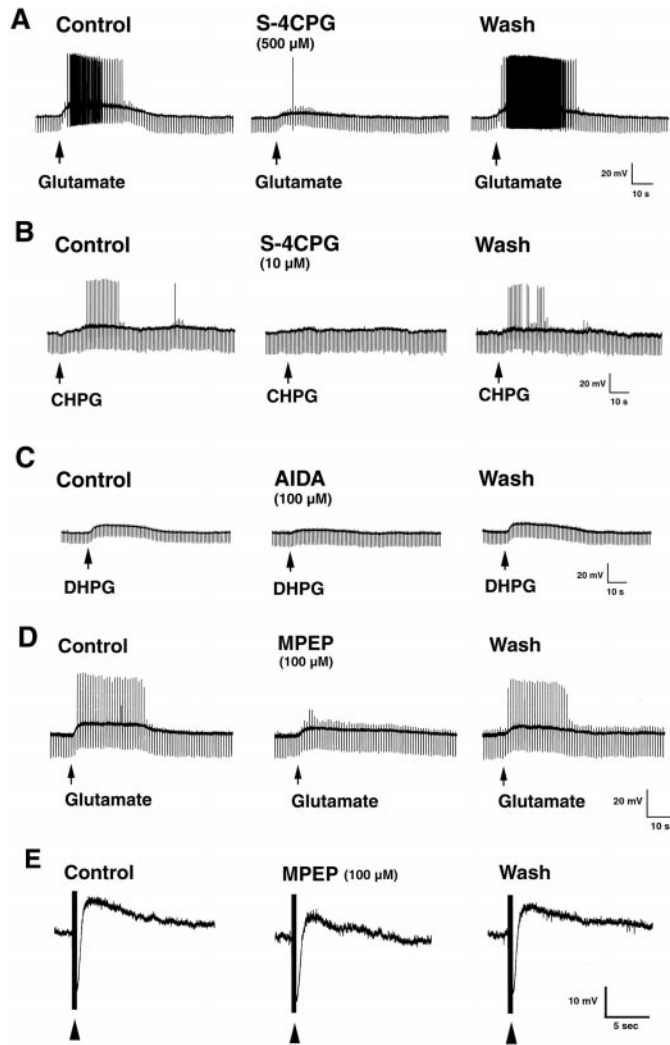 A
Control S-4CPG Wash
(500 µM)
Glutamate Glutamate Glutamate
20 mV
10 s
B
Control S-4CPG Wash
(10 µM)
CHPG CHPG CHPG
20 mV
10 s
C
Control AIDA Wash
(100 µM)
DHPG DHPG DHPG
20 mV
10 s
D
Control MPEP Wash
(100 µM)
Glutamate Glutamate Glutamate
20 mV
10 s
E
Control MPEP (100 µM) Wash
10 mV
5 sec